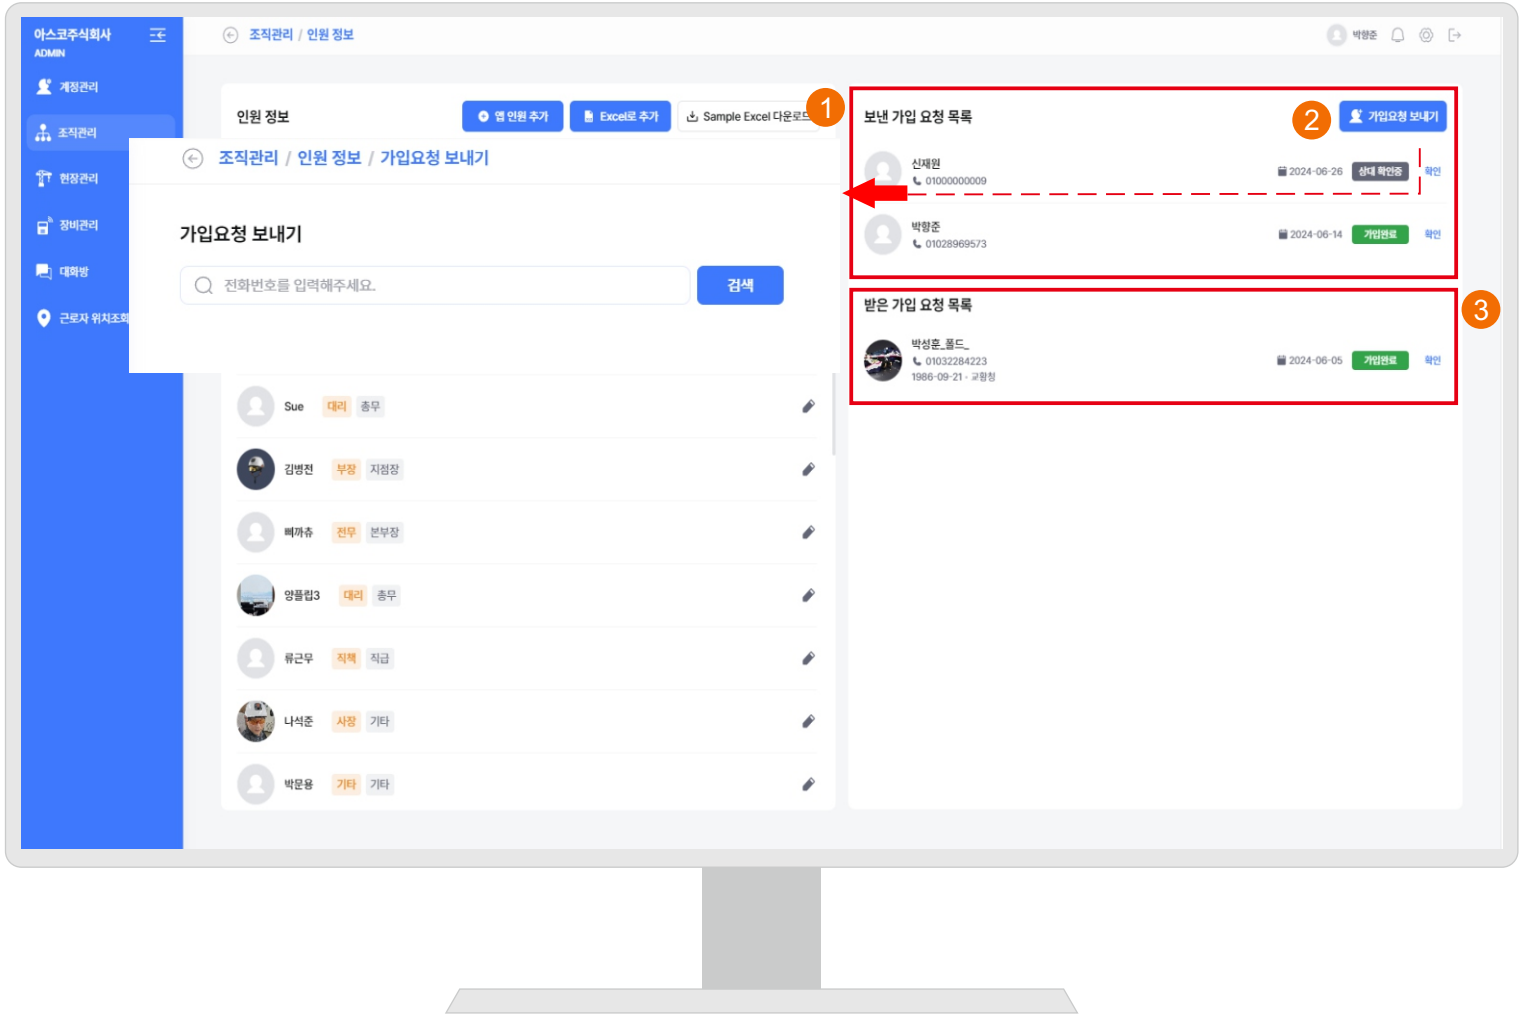 아스코주식회사
ADMIN
계정관리
조직관리
현장관리
장비관리
대화방
근로자 위치조회
조직관리 / 인원 정보
박향준
인원 정보
앱 인원 추가
Excel로 추가
Sample Excel 다운로드
1
조직관리 / 인원 정보 / 가입요청 보내기
가입요청 보내기
전화번호를 입력해주세요.
검색
Sue 대리 총무
김병전 부장 지점장
삐까츄 전무 본부장
양플립3 대리 총무
류근무 직책 직급
나석준 사장 기타
박문용 기타 기타
보낸 가입 요청 목록
2
가입요청 보내기
신재원
01000000009
2024-06-26 상대 확인중 확인
박향준
01028969573
2024-06-14 가입완료 확인
받은 가입 요청 목록
3
박성훈_폴드_
01032284223
1986-09-21 - 교황청
2024-06-05 가입완료 확인